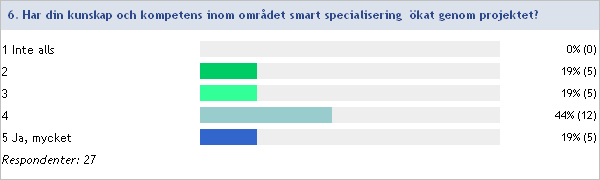 6. Har din kunskap och kompetens inom området smart specialisering ökat genom projektet?
1 Inte alls 0% (0)
2 19% (5)
3 19% (5)
4 44% (12)
5 Ja, mycket 19% (5)
Respondenter: 27